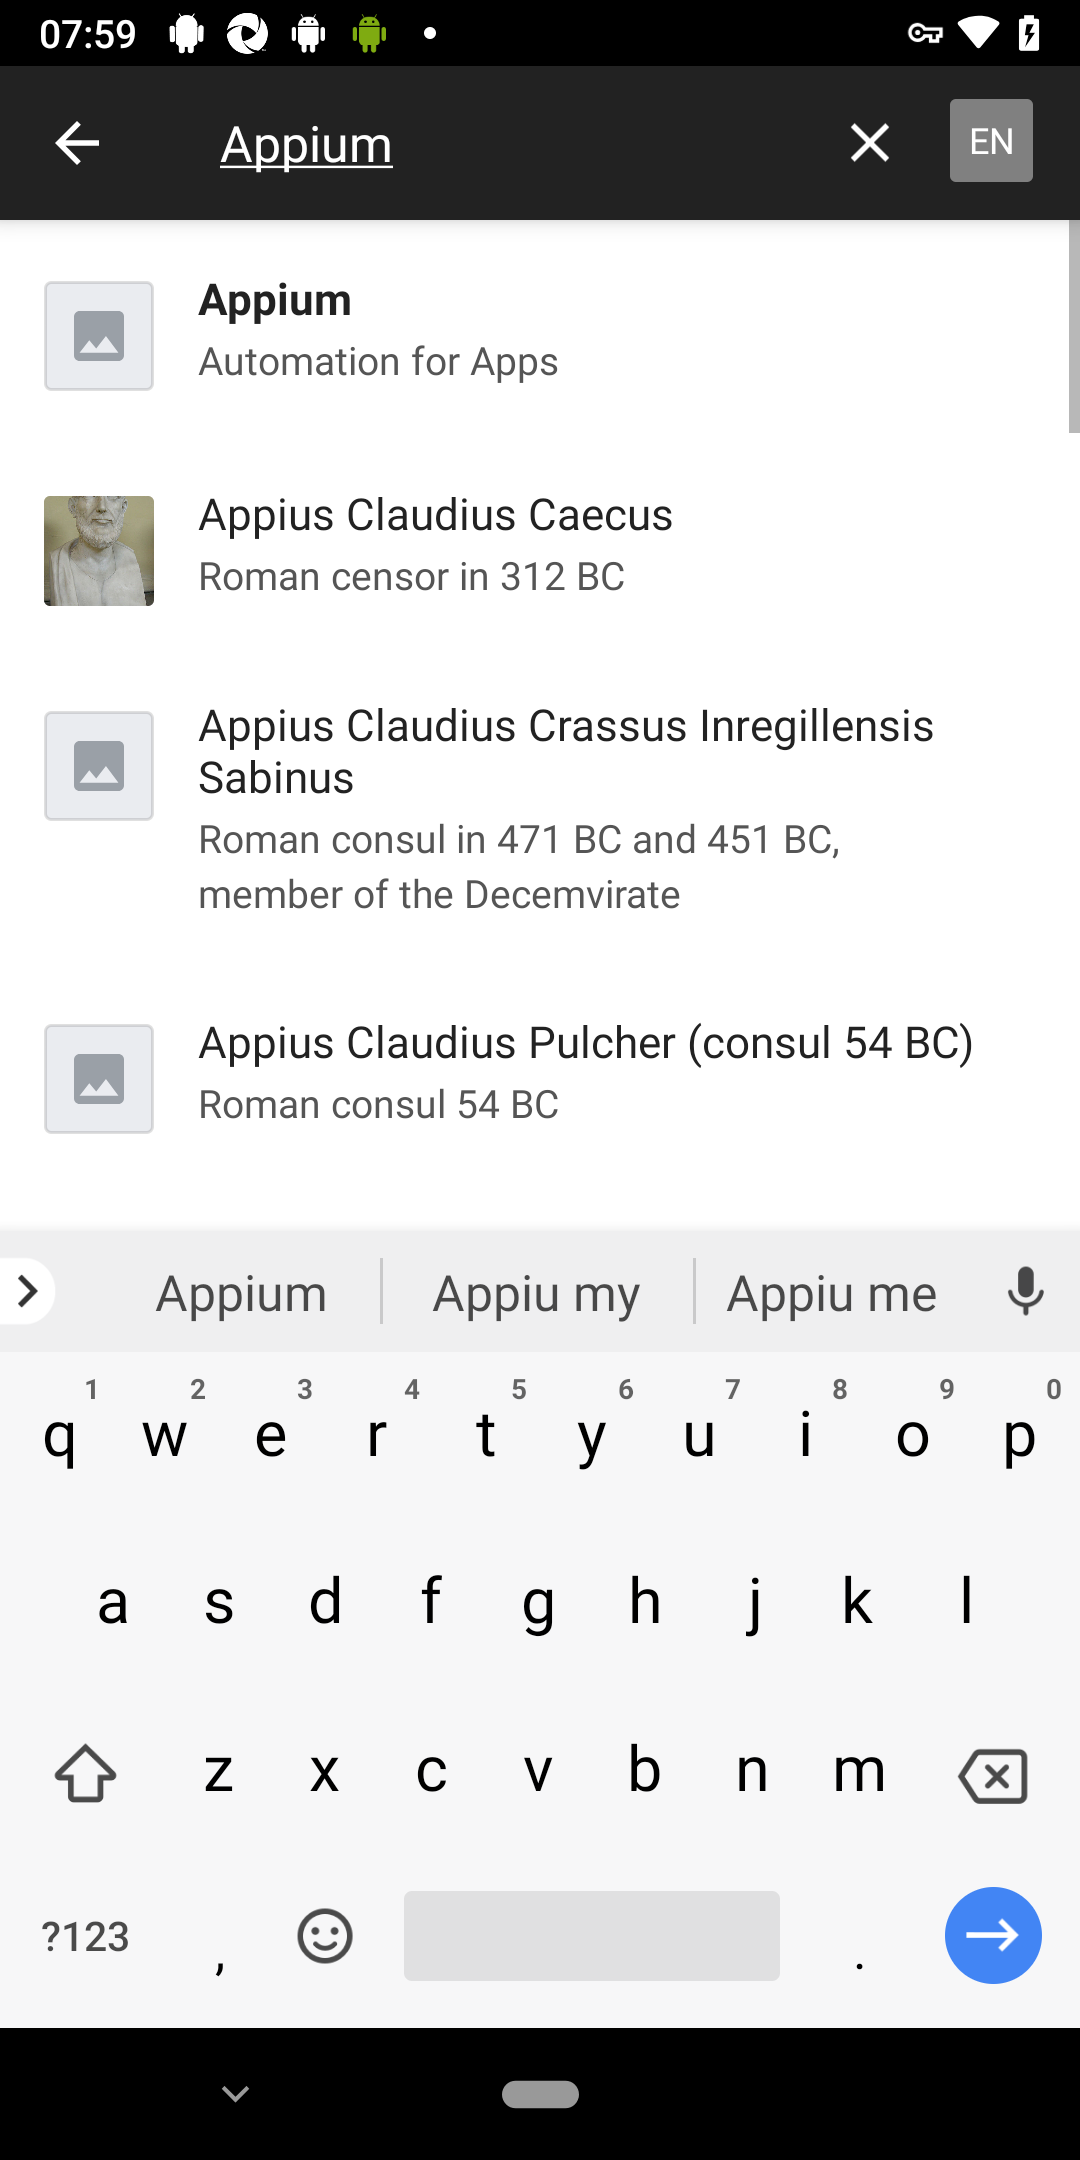 07:59
Appium
EN
Appium
Automation for Apps
Appius Claudius Caecus
Roman censor in 312 BC
Appius Claudius Crassus Inregillensis
Sabinus
Roman consul in 471 BC and 451 BC,
member of the Decemvirate
Appius Claudius Pulcher (consul 54 BC)
Roman consul 54 BC
Appium Appiu my Appiu me
1 2 3 4 5 6 7 8 9 0
q w e r t y u i o p
a s d f g h j k l
z x c v b n m
?123 , .